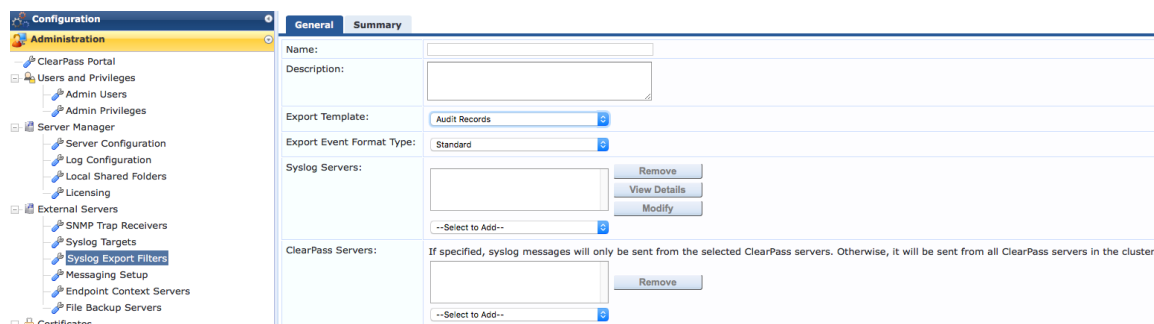 Configuration
Administration
ClearPass Portal
Users and Privileges
Admin Users
Admin Privileges
Server Manager
Server Configuration
Log Configuration
Local Shared Folders
Licensing
External Servers
SNMP Trap Receivers
Syslog Targets
Syslog Export Filters
Messaging Setup
Endpoint Context Servers
File Backup Servers
Certificates
General Summary
Name:
Description:
Export Template: Audit Records
Export Event Format Type: Standard
Syslog Servers:
Remove
View Details
Modify
--Select to Add--
ClearPass Servers: If specified, syslog messages will only be sent from the selected ClearPass servers. Otherwise, it will be sent from all ClearPass servers in the cluster
Remove
--Select to Add--